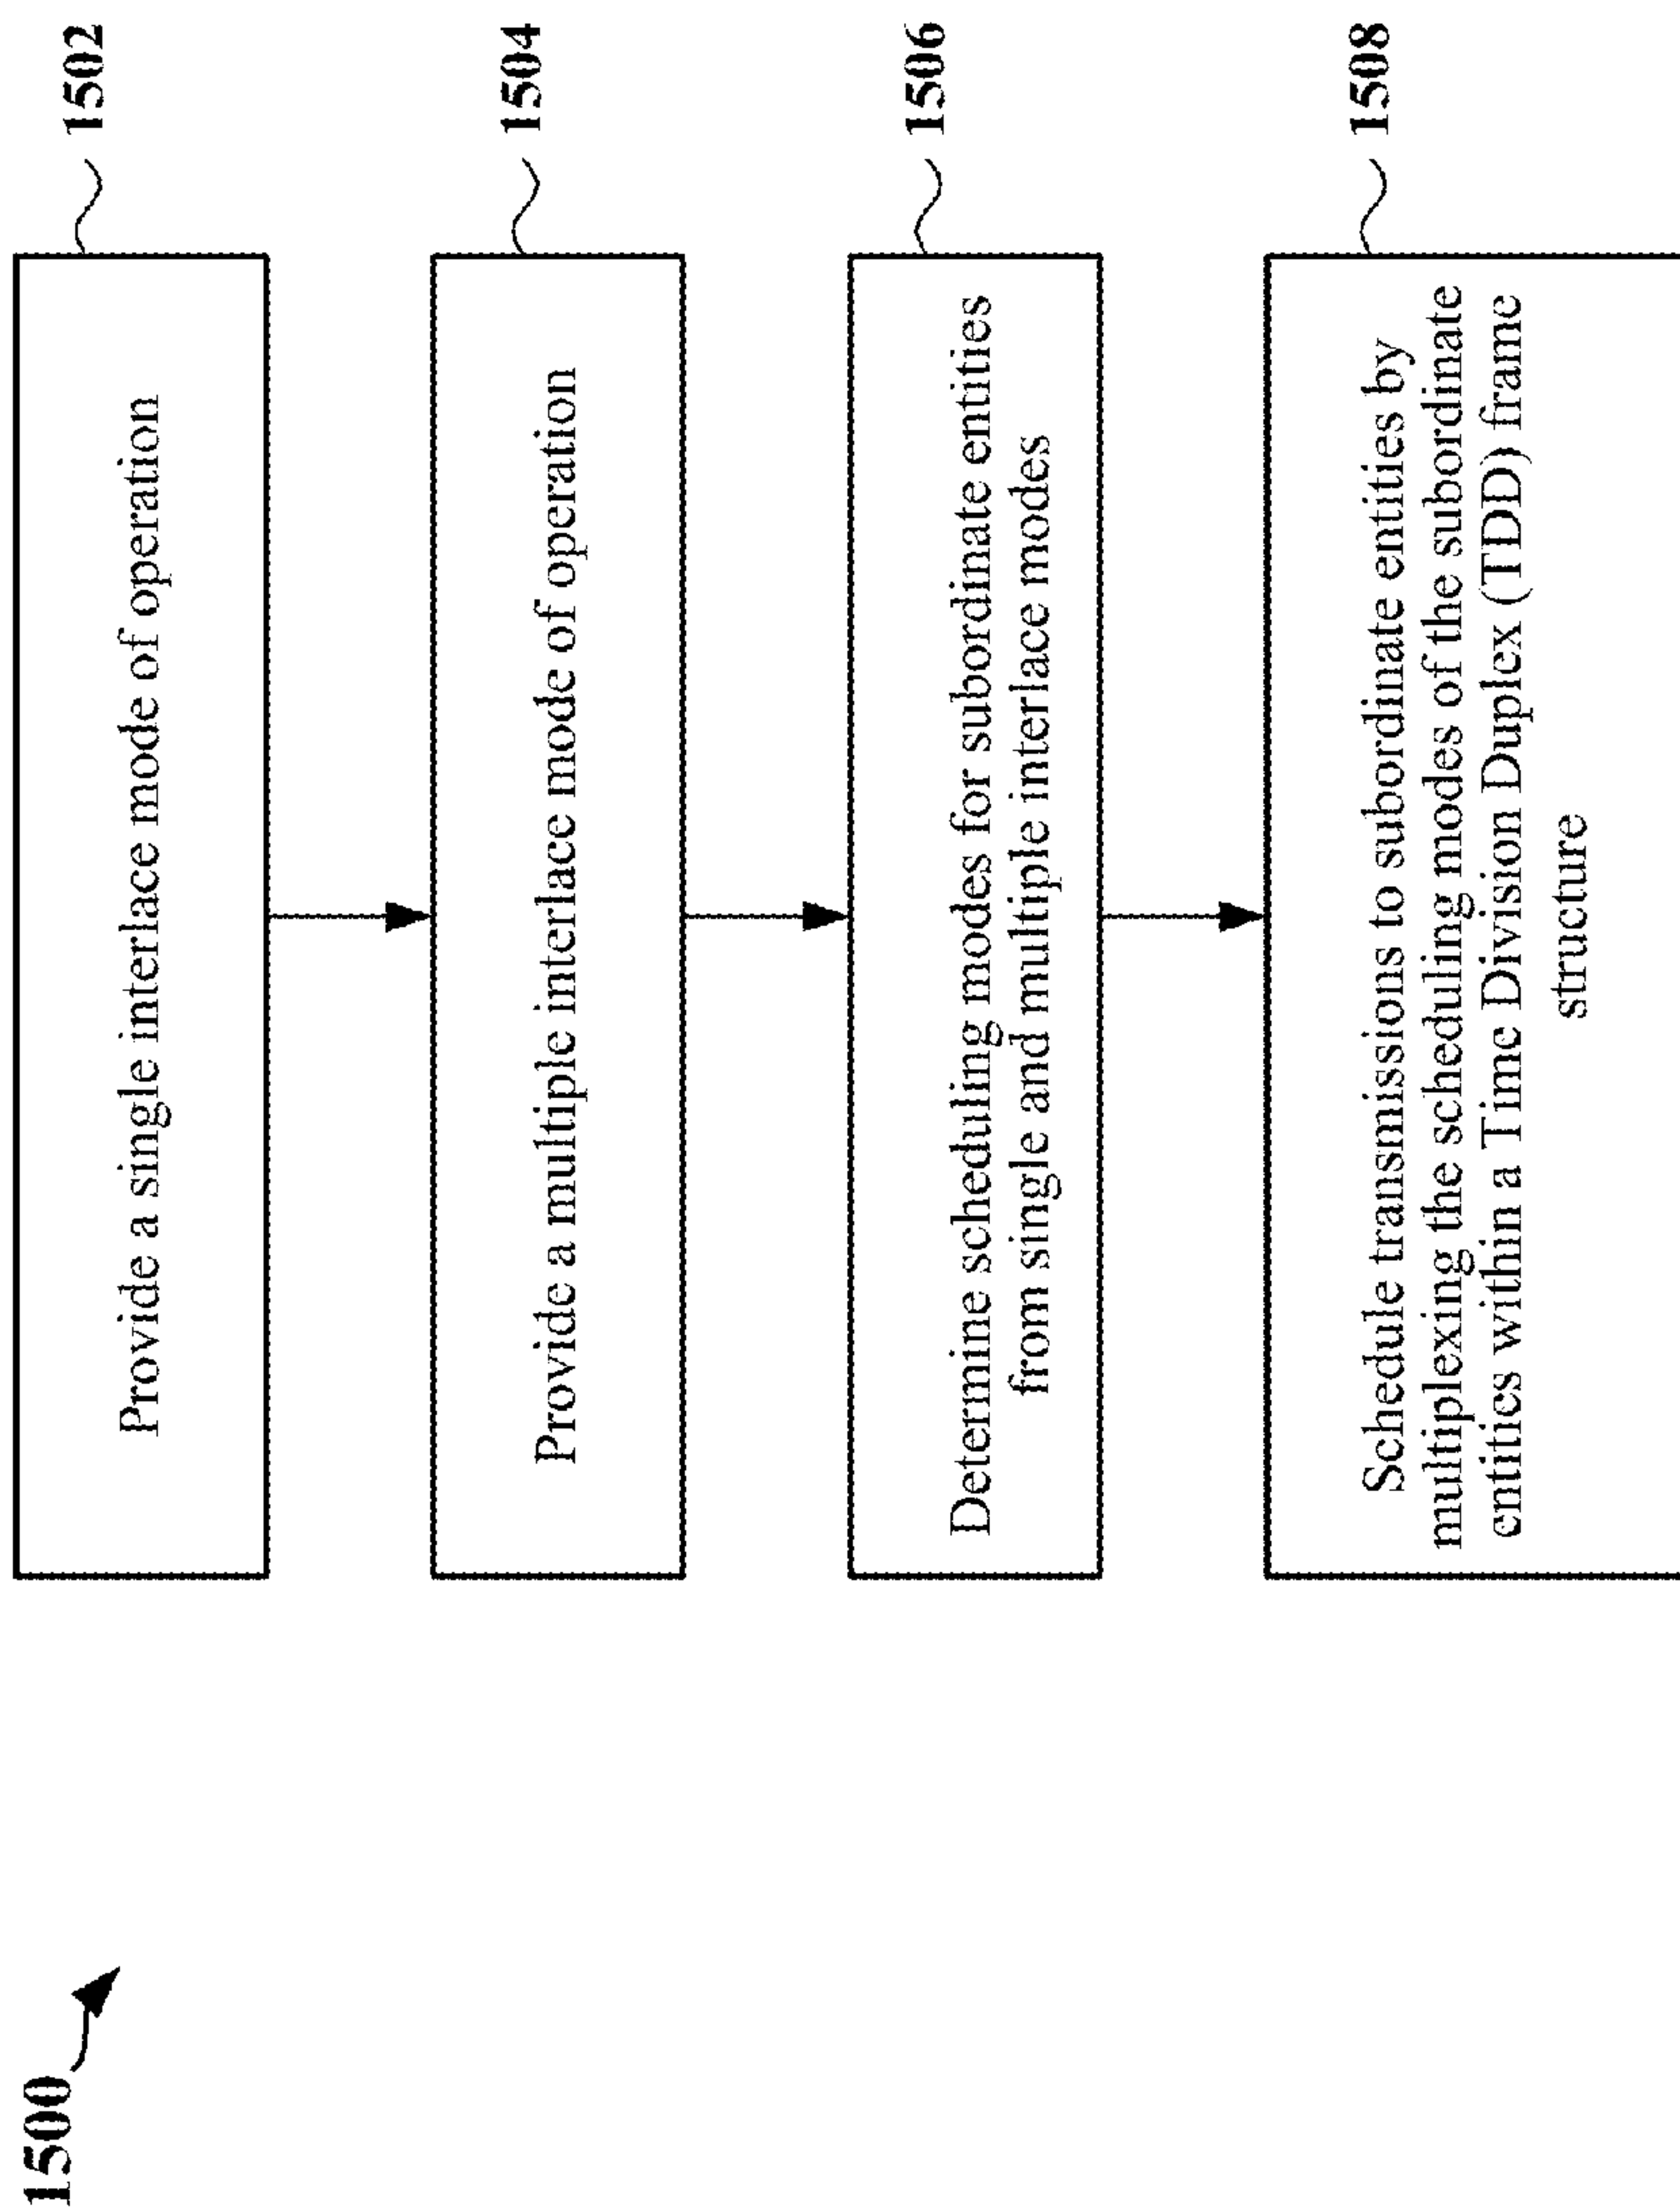 1500
Provide a single interlace mode of operation
1502
Provide a multiple interlace mode of operation
1504
Determine scheduling modes for subordinate entities
from single and multiple interlace modes
1506
Schedule transmissions to subordinate entities by
multiplexing the scheduling modes of the subordinate
entities within a Time Division Duplex (TDD) frame
structure
1508